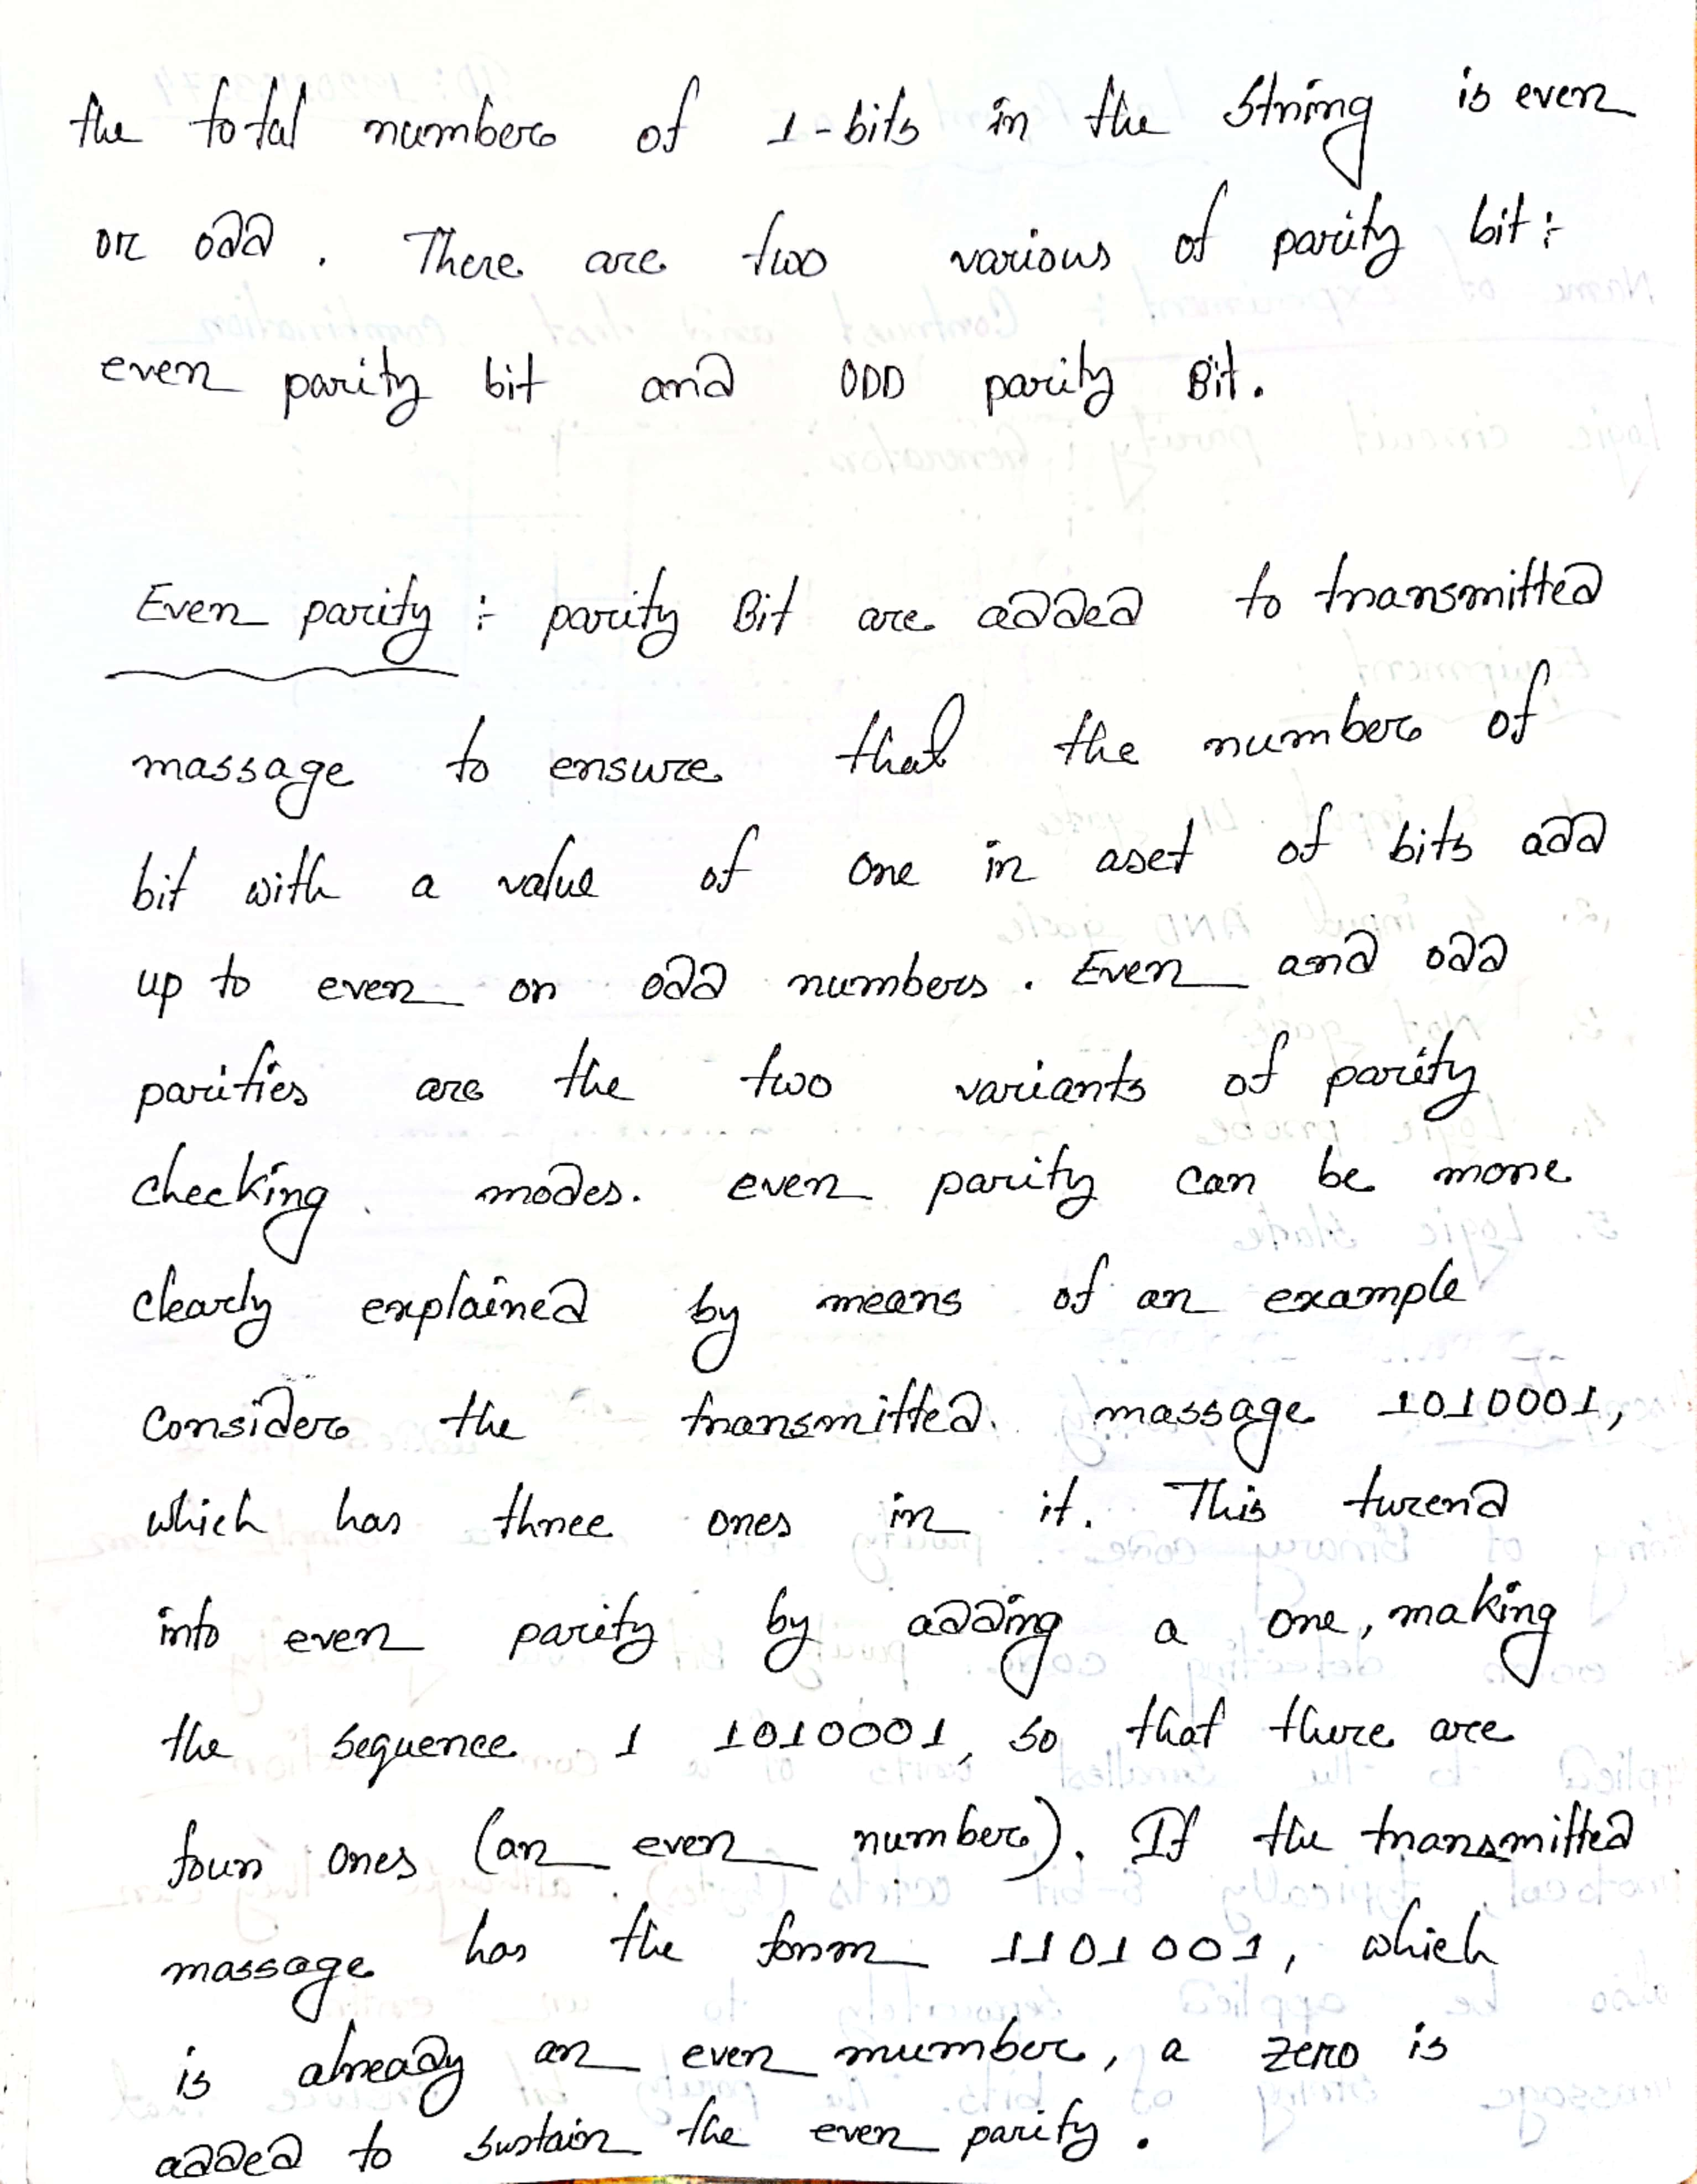 the total number of 1-bits in the string is even
or odd. There are two various of parity bit:
even parity bit and ODD parity Bit.
Even parity: parity Bit are added to transmitted
massage to ensure that the number of
bit with a value of one in aset of bits add
up to even or odd numbers. Even and odd
parities are the two variants of parity
checking modes. even parity can be more
clearly explained by means of an example
Consider the transmitted massage 1010001,
which has three ones in it. This turend
into even parity by adding a one, making
the sequence 1 1010001, so that there are
four ones (an even number). If the transmitted
massage has the form 1101001, which
is already an even number, a zero is
added to sustain the even parity.